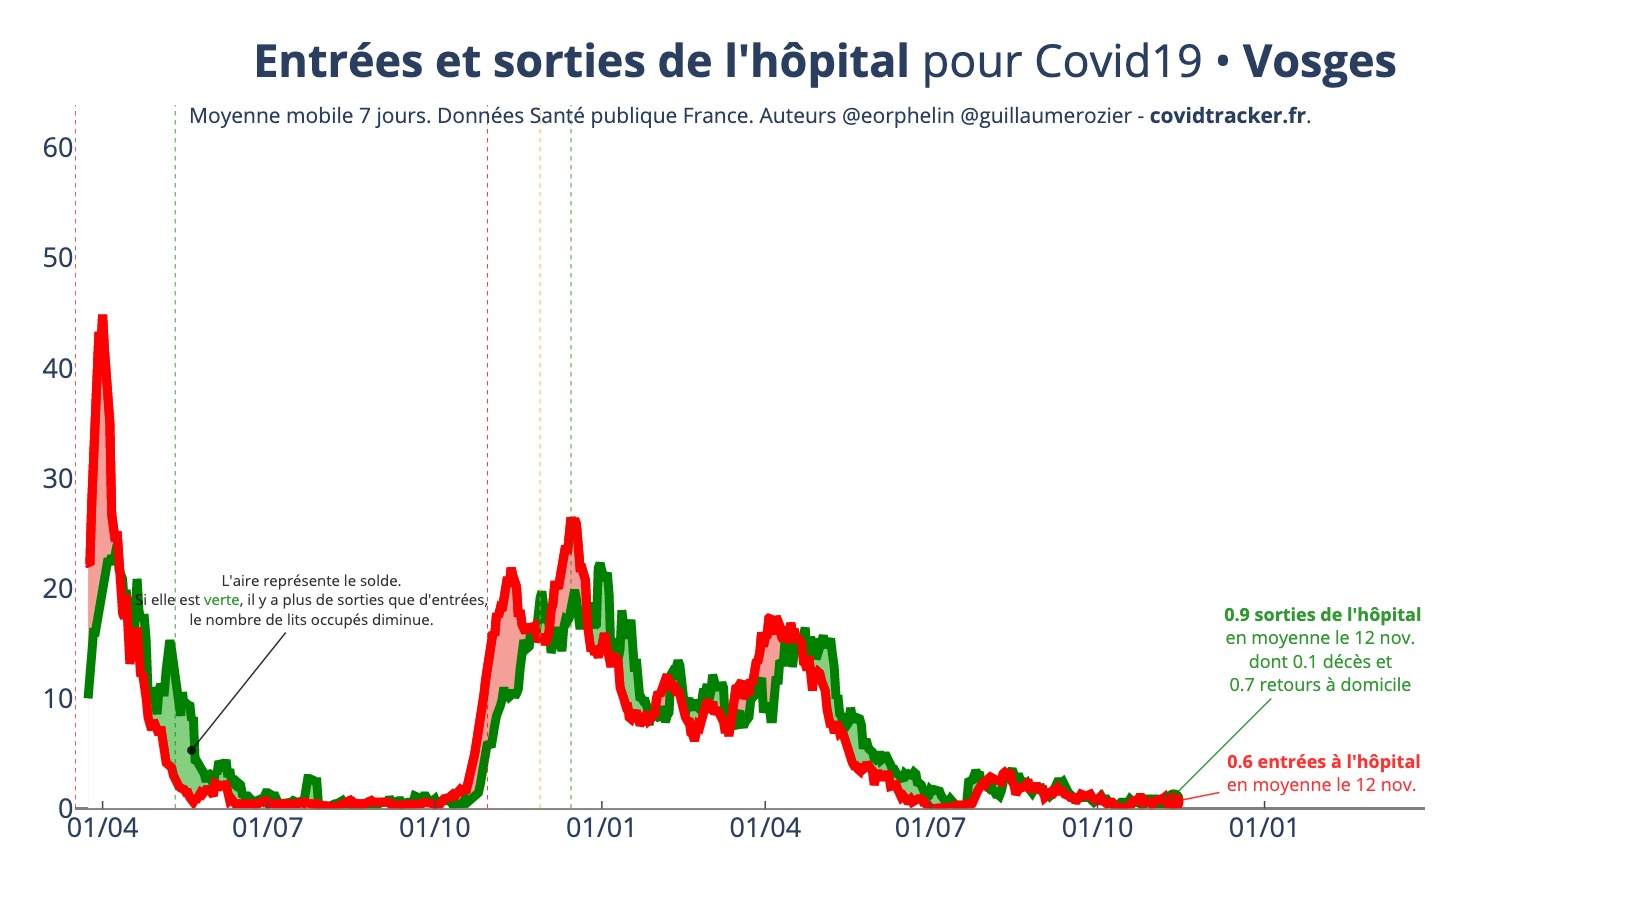 Entrées et sorties de l'hôpital pour Covid19 • Vosges
Moyenne mobile 7 jours. Données Santé publique France. Auteurs @eorphelin @guillaumerozier - covidtracker.fr.
60
50
40
30
20
10
0
L'aire représente le solde.
Si elle est verte, il y a plus de sorties que d'entrées,
le nombre de lits occupés diminue.
0.9 sorties de l'hôpital
en moyenne le 12 nov.
dont 0.1 décès et
0.7 retours à domicile
0.6 entrées à l'hôpital
en moyenne le 12 nov.
01/04 01/07 01/10 01/01 01/04 01/07 01/10 01/01